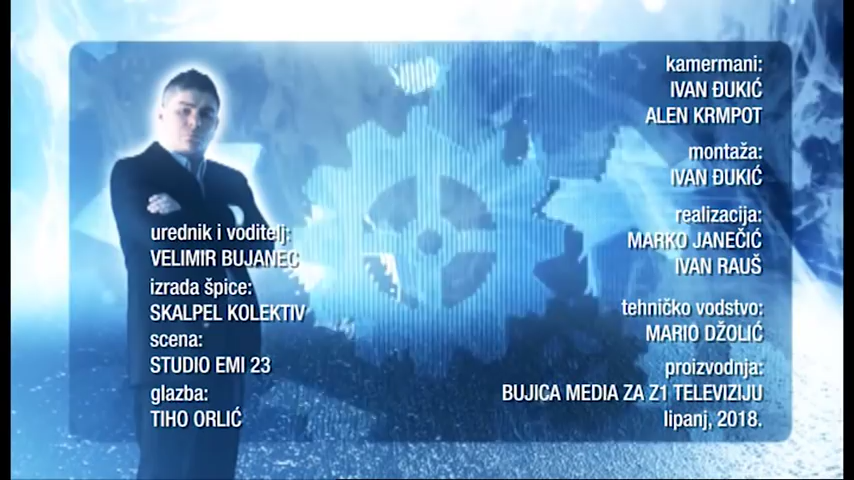 urednik i voditelj:
VELIMIR BUJANEC
izrada špice:
SKALPEL KOLEKTIV
scena:
STUDIO EMI 23
glazba:
TIHO ORLIĆ
kamermani:
IVAN ĐUKIĆ
ALEN KRMPOT
montaža:
IVAN ĐUKIĆ
realizacija:
MARKO JANEČIĆ
IVAN RAUŠ
tehničko vodstvo:
MARIO DŽOLIĆ
proizvodnja:
BUJICA MEDIA ZA Z1 TELEVIZIJU
lipanj, 2018.